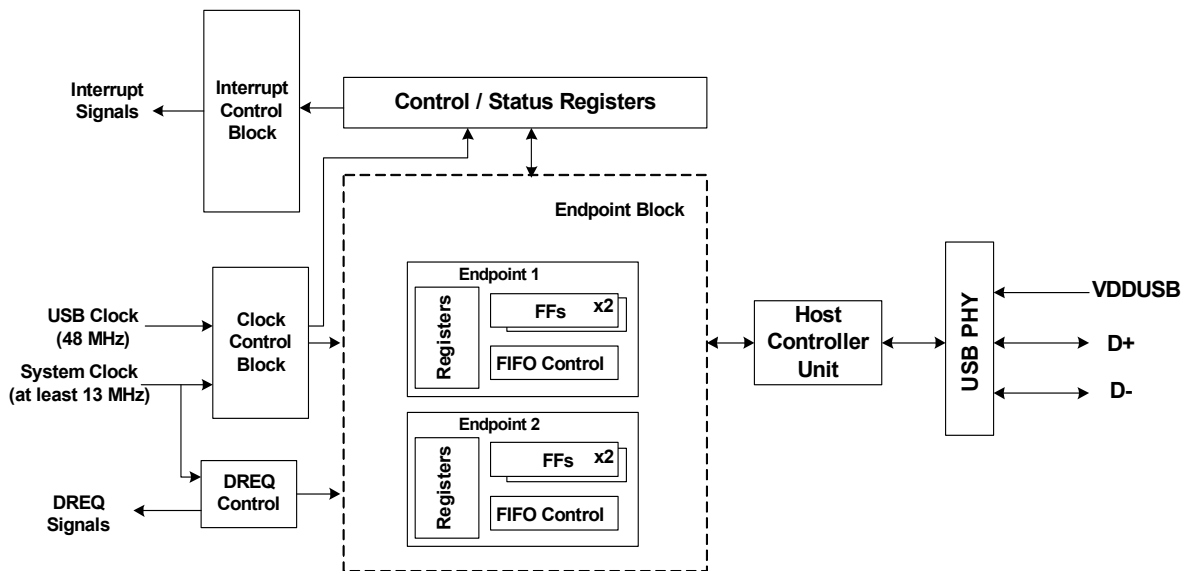 Interrupt
Signals
Interrupt
Control
Block
Control / Status Registers
Endpoint Block
USB Clock
(48 MHz)
System Clock
(at least 13 MHz)
Clock
Control
Block
DREQ
Signals
DREQ
Control
Endpoint 1
Registers
FFs
x2
FIFO Control
Endpoint 2
Registers
FFs
x2
FIFO Control
Host
Controller
Unit
USB PHY
VDDUSB
D+
D-